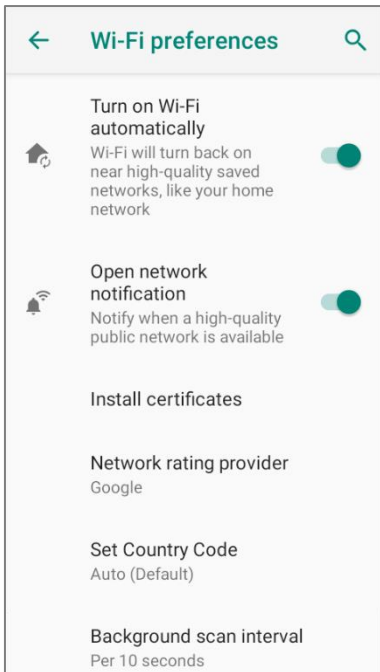 Wi-Fi preferences
Turn on Wi-Fi
automatically
Wi-Fi will turn back on
near high-quality saved
networks, like your home
network
Open network
notification
Notify when a high-quality
public network is available
Install certificates
Network rating provider
Google
Set Country Code
Auto (Default)
Background scan interval
Per 10 seconds